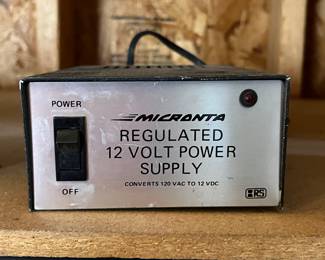 POWER
MICRONTA
REGULATED
12 VOLT POWER
SUPPLY
CONVERTS 120 VAC TO 12 VDC
OFF
RS